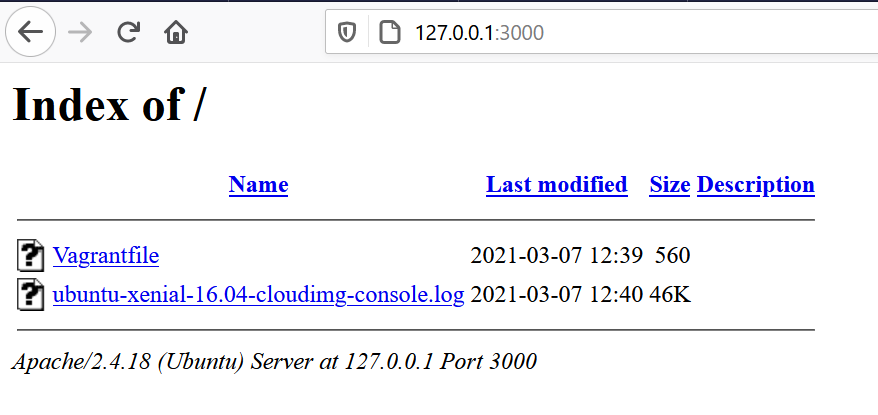 127.0.0.1:3000
Index of /
Name Last modified Size Description
Vagrantfile 2021-03-07 12:39 560
ubuntu-xenial-16.04-cloudimg-console.log 2021-03-07 12:40 46K
Apache/2.4.18 (Ubuntu) Server at 127.0.0.1 Port 3000